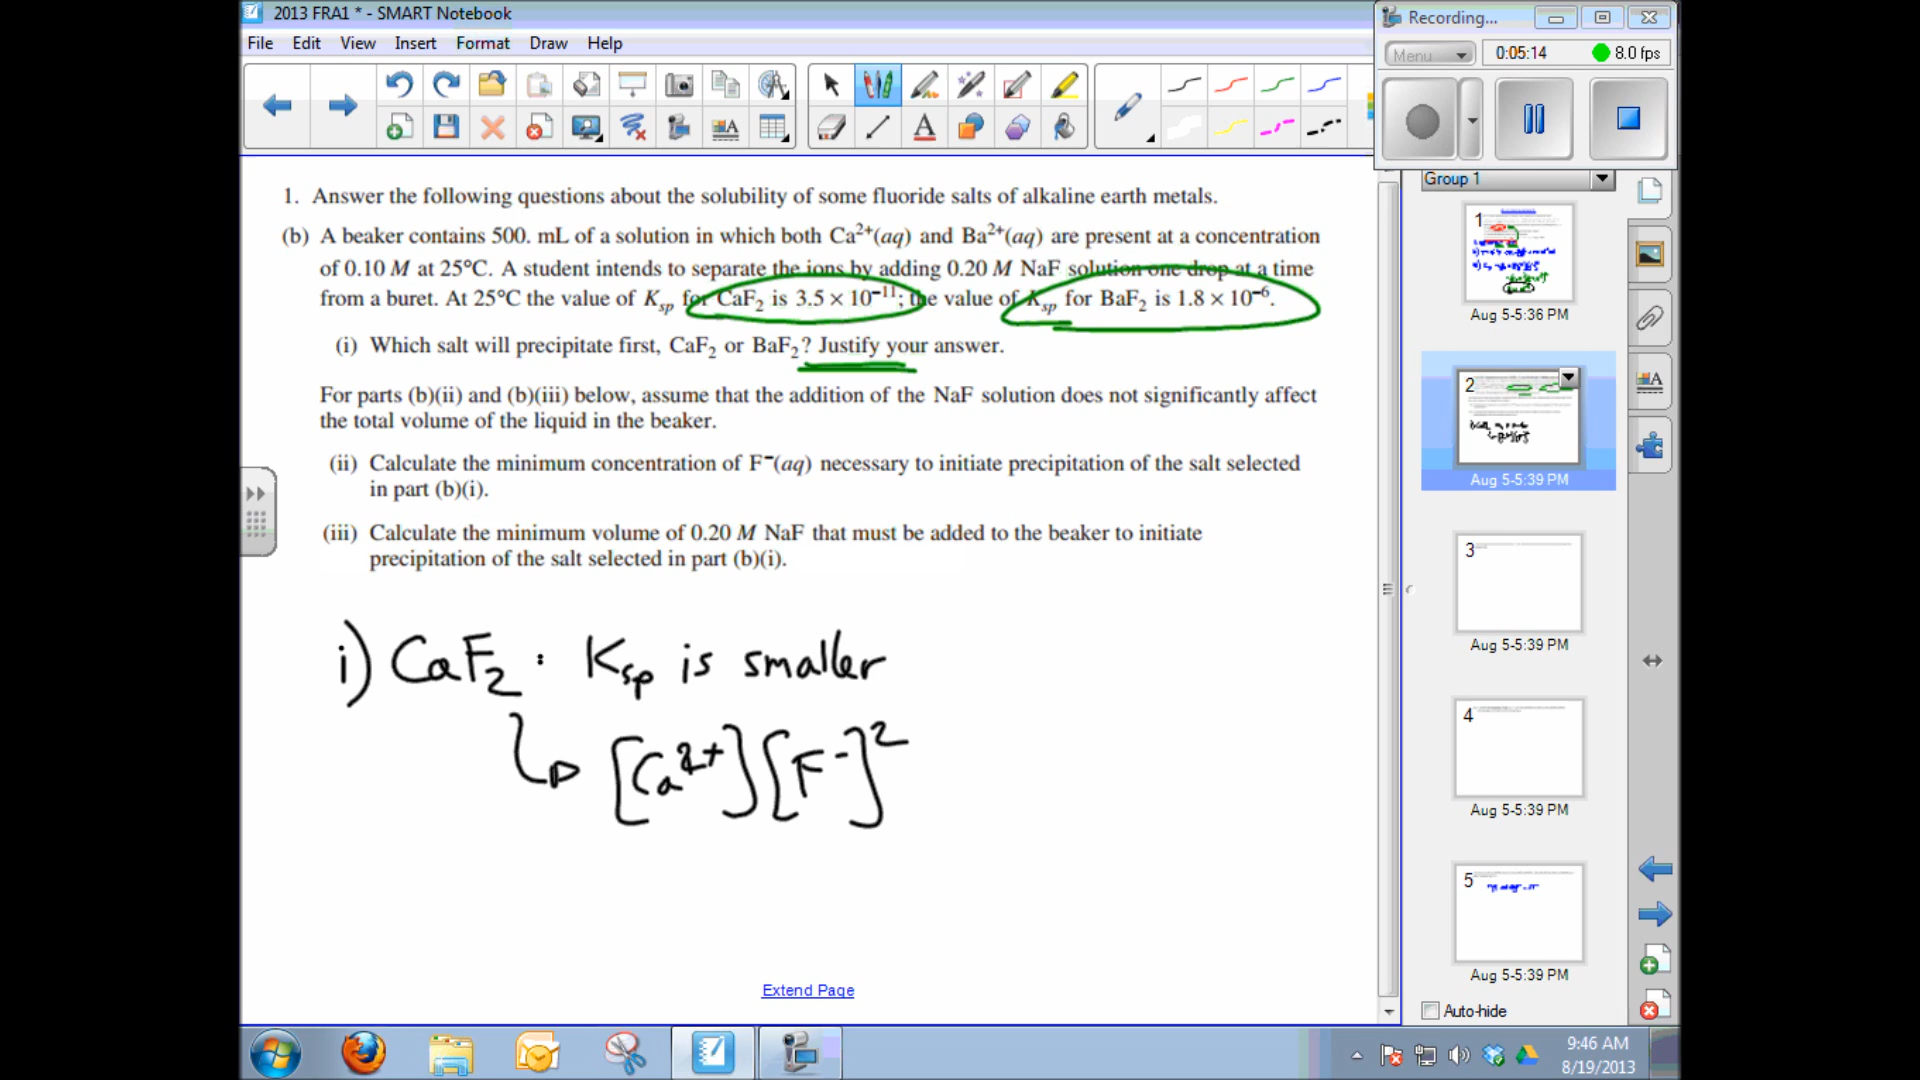 2013 FRA1 * - SMART Notebook
File Edit View Insert Format Draw Help
Recording...
Menu
0:05:14
8.0 fps
1. Answer the following questions about the solubility of some fluoride salts of alkaline earth metals.
(b) A beaker contains 500. mL of a solution in which both Ca²⁺(aq) and Ba²⁺(aq) are present at a concentration
of 0.10 M at 25°C. A student intends to separate the ions by adding 0.20 M NaF solution one drop at a time
from a buret. At 25°C the value of Ksp for CaF₂ is 3.5 × 10⁻¹¹; the value of Ksp for BaF₂ is 1.8 × 10⁻⁶.
(i) Which salt will precipitate first, CaF₂ or BaF₂? Justify your answer.
For parts (b)(ii) and (b)(iii) below, assume that the addition of the NaF solution does not significantly affect
the total volume of the liquid in the beaker.
(ii) Calculate the minimum concentration of F⁻(aq) necessary to initiate precipitation of the salt selected
in part (b)(i).
(iii) Calculate the minimum volume of 0.20 M NaF that must be added to the beaker to initiate
precipitation of the salt selected in part (b)(i).
i) CaF₂ : Ksp is smaller
[Ca²⁺][F⁻]²
Extend Page
Group 1
1
Aug 5-5:36 PM
2
Aug 5-5:39 PM
3
Aug 5-5:39 PM
4
Aug 5-5:39 PM
5
Aug 5-5:39 PM
Auto-hide
9:46 AM
8/19/2013